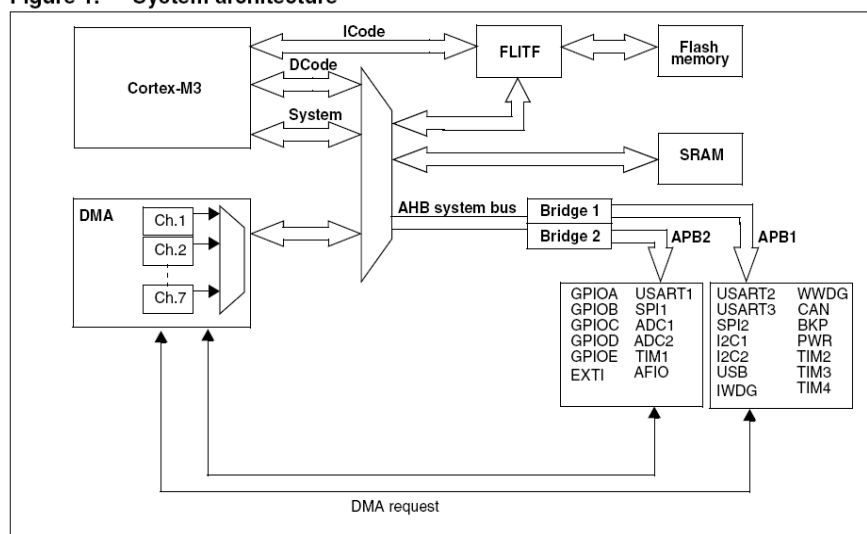 Figure 1. System architecture
ICode
FLITF
Flash
memory
DCode
Cortex-M3
System
SRAM
DMA
Ch.1
Ch.2
Ch.7
AHB system bus
Bridge 1
Bridge 2
APB2
APB1
GPIOA USART1
GPIOB SPI1
GPIOC ADC1
GPIOD ADC2
GPIOE TIM1
EXTI AFIO
USART2 WWDG
USART3 CAN
SPI2 BKP
I2C1 PWR
I2C2 TIM2
USB TIM3
IWDG TIM4
DMA request